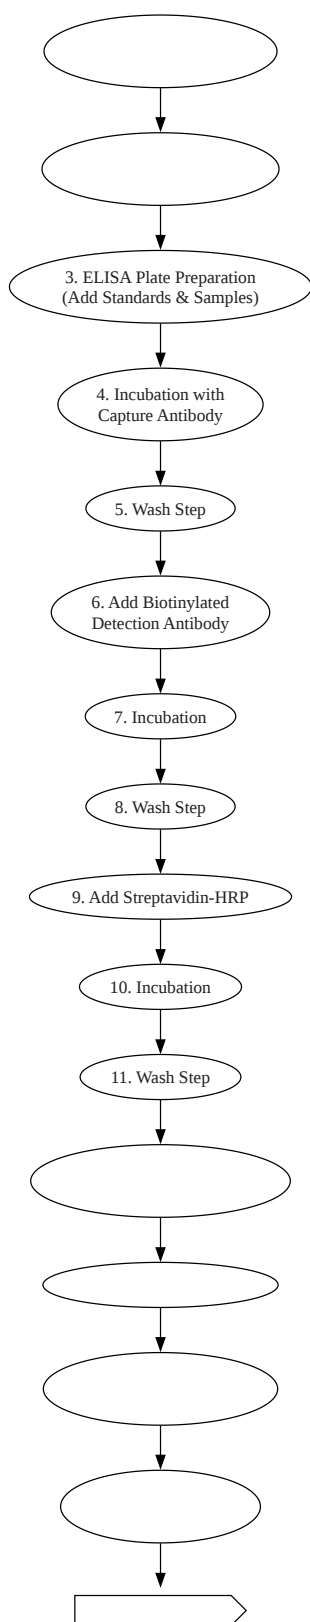 3. ELISA Plate Preparation
(Add Standards & Samples)
4. Incubation with
Capture Antibody
5. Wash Step
6. Add Biotinylated
Detection Antibody
7. Incubation
8. Wash Step
9. Add Streptavidin-HRP
10. Incubation
11. Wash Step